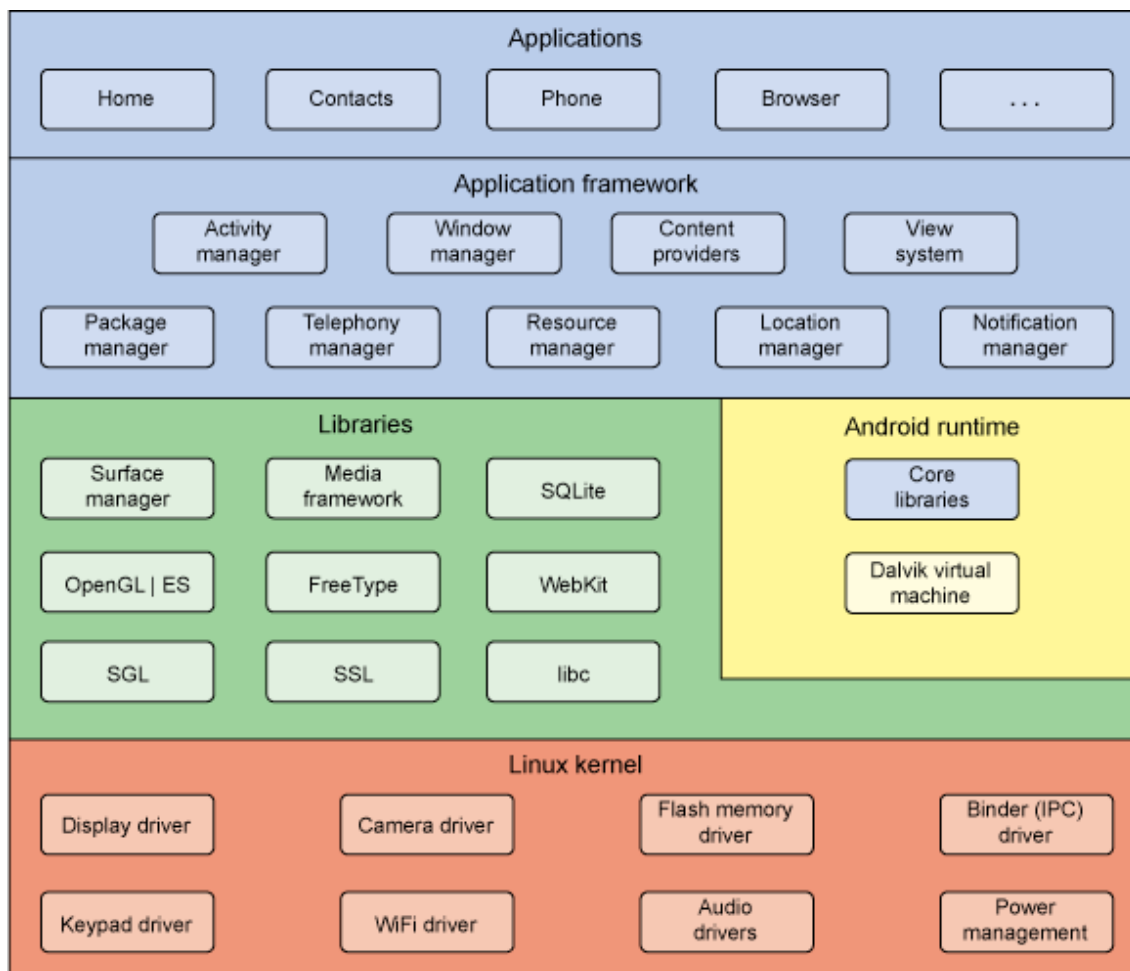 Applications
Home
Contacts
Phone
Browser
. . .
Application framework
Activity
manager
Window
manager
Content
providers
View
system
Package
manager
Telephony
manager
Resource
manager
Location
manager
Notification
manager
Libraries
Surface
manager
Media
framework
SQLite
OpenGL | ES
FreeType
WebKit
SGL
SSL
libc
Android runtime
Core
libraries
Dalvik virtual
machine
Linux kernel
Display driver
Camera driver
Flash memory
driver
Binder (IPC)
driver
Keypad driver
WiFi driver
Audio
drivers
Power
management